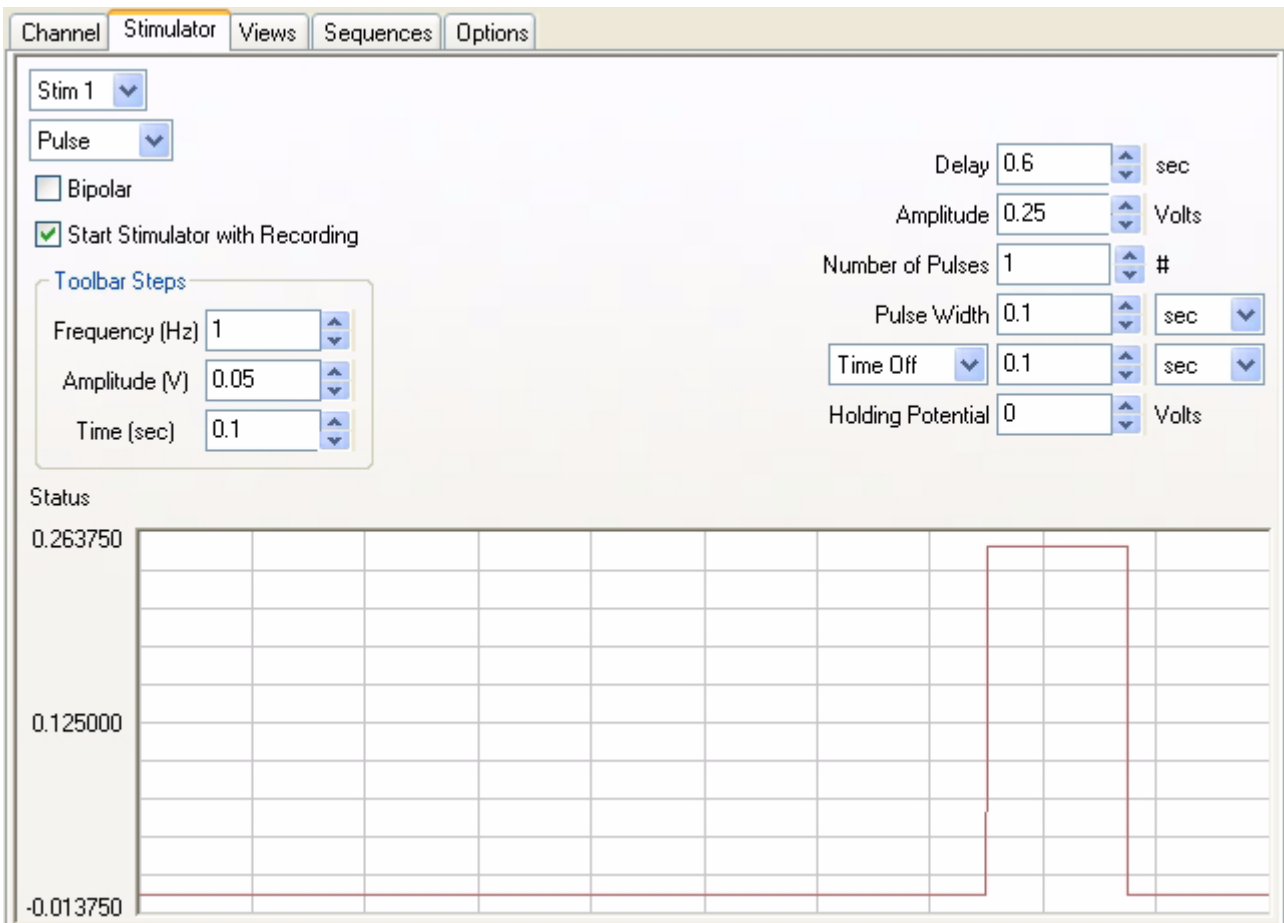 Channel Stimulator Views Sequences Options
Stim 1
Pulse
Bipolar
Start Stimulator with Recording
Toolbar Steps
Frequency (Hz) 1
Amplitude (V) 0.05
Time (sec) 0.1
Delay 0.6 sec
Amplitude 0.25 Volts
Number of Pulses 1 #
Pulse Width 0.1 sec
Time Off 0.1 sec
Holding Potential 0 Volts
Status
0.263750
0.125000
-0.013750